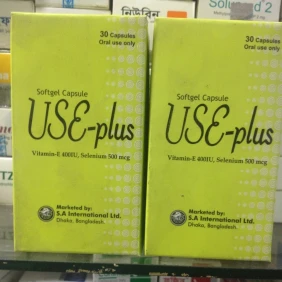 নিউবিন
30 Capsules
Oral use only
Softgel Capsule
USE-plus
Vitamin-E 400IU, Selenium 500 mcg
Marketed by:
S.A International Ltd.
Dhaka, Bangladesh.
30 Capsules
Oral use only
Softgel Capsule
USE-plus
Vitamin-E 400IU, Selenium 500 mcg
Marketed by:
S.A International Ltd.
Dhaka, Bangladesh.